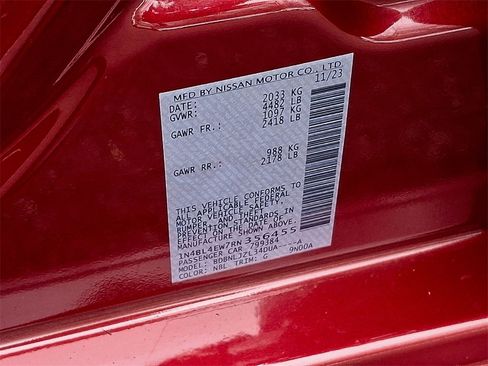 MFD BY NISSAN MOTOR CO., LTD.
DATE: 11/23
GVWR: 2033 KG
4482 LB
GAWR FR.: 1097 KG
2418 LB
GAWR RR.: 988 KG
2178 LB
THIS VEHICLE CONFORMS TO
ALL APPLICABLE FEDERAL
MOTOR VEHICLE SAFETY,
BUMPER AND THEFT
PREVENTION STANDARDS IN
EFFECT ON THE DATE OF
MANUFACTURE SHOWN ABOVE.
1N4BL4EW7RN356455
PASSENGER CAR 799384
MODEL: BDBNLJZL34DUA --A
COLOR: NBL TRIM: G 9N00A